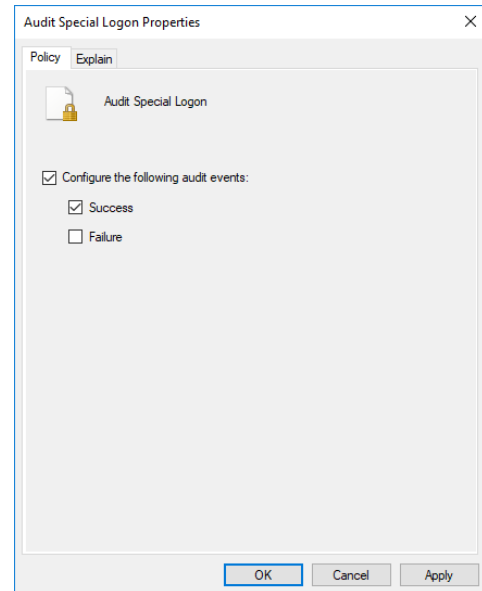 Audit Special Logon Properties
Policy Explain
Audit Special Logon
Configure the following audit events:
Success
Failure
OK Cancel Apply